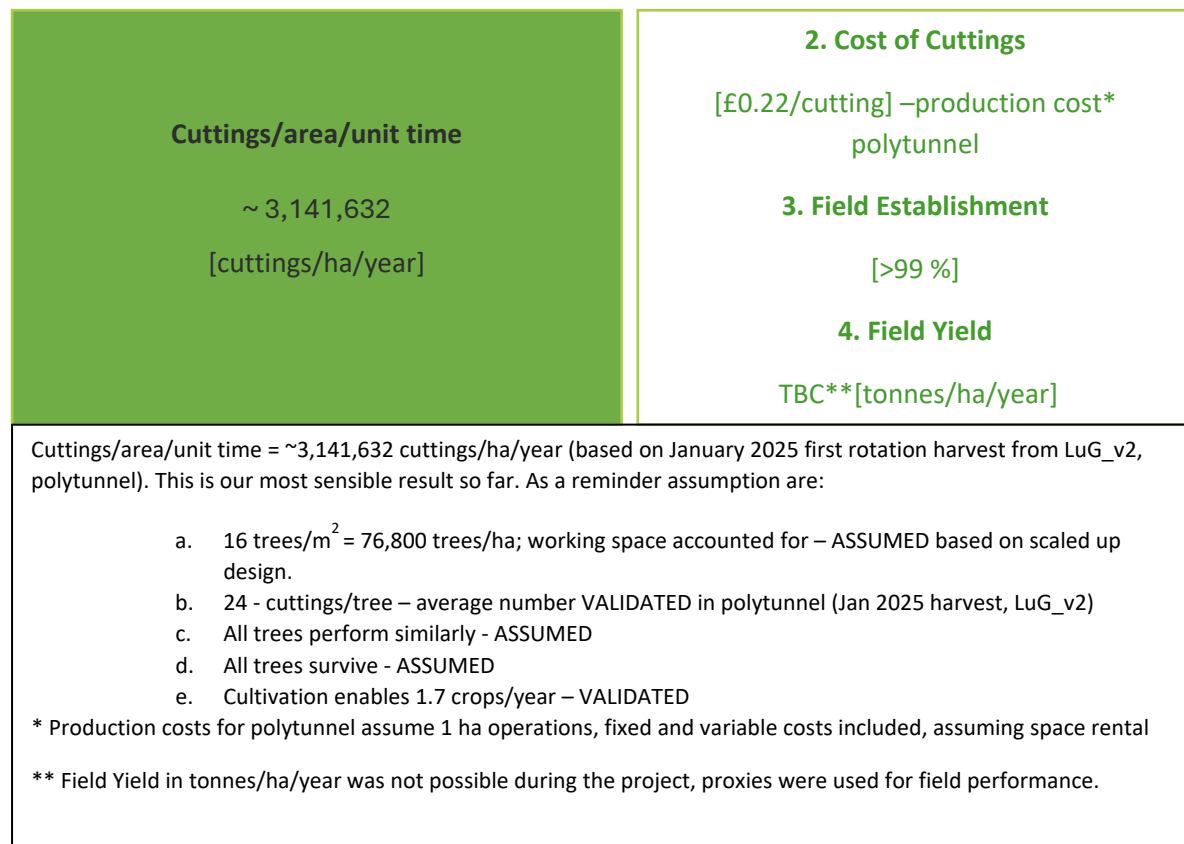 Cuttings/area/unit time
~ 3,141,632
[cuttings/ha/year]
2. Cost of Cuttings
[£0.22/cutting] –production cost*
polytunnel
3. Field Establishment
[>99 %]
4. Field Yield
TBC**[tonnes/ha/year]
Cuttings/area/unit time = ~3,141,632 cuttings/ha/year (based on January 2025 first rotation harvest from LuG_v2,
polytunnel). This is our most sensible result so far. As a reminder assumption are:
a. 16 trees/m² = 76,800 trees/ha; working space accounted for – ASSUMED based on scaled up
design.
b. 24 - cuttings/tree – average number VALIDATED in polytunnel (Jan 2025 harvest, LuG_v2)
c. All trees perform similarly - ASSUMED
d. All trees survive - ASSUMED
e. Cultivation enables 1.7 crops/year – VALIDATED
* Production costs for polytunnel assume 1 ha operations, fixed and variable costs included, assuming space rental
** Field Yield in tonnes/ha/year was not possible during the project, proxies were used for field performance.